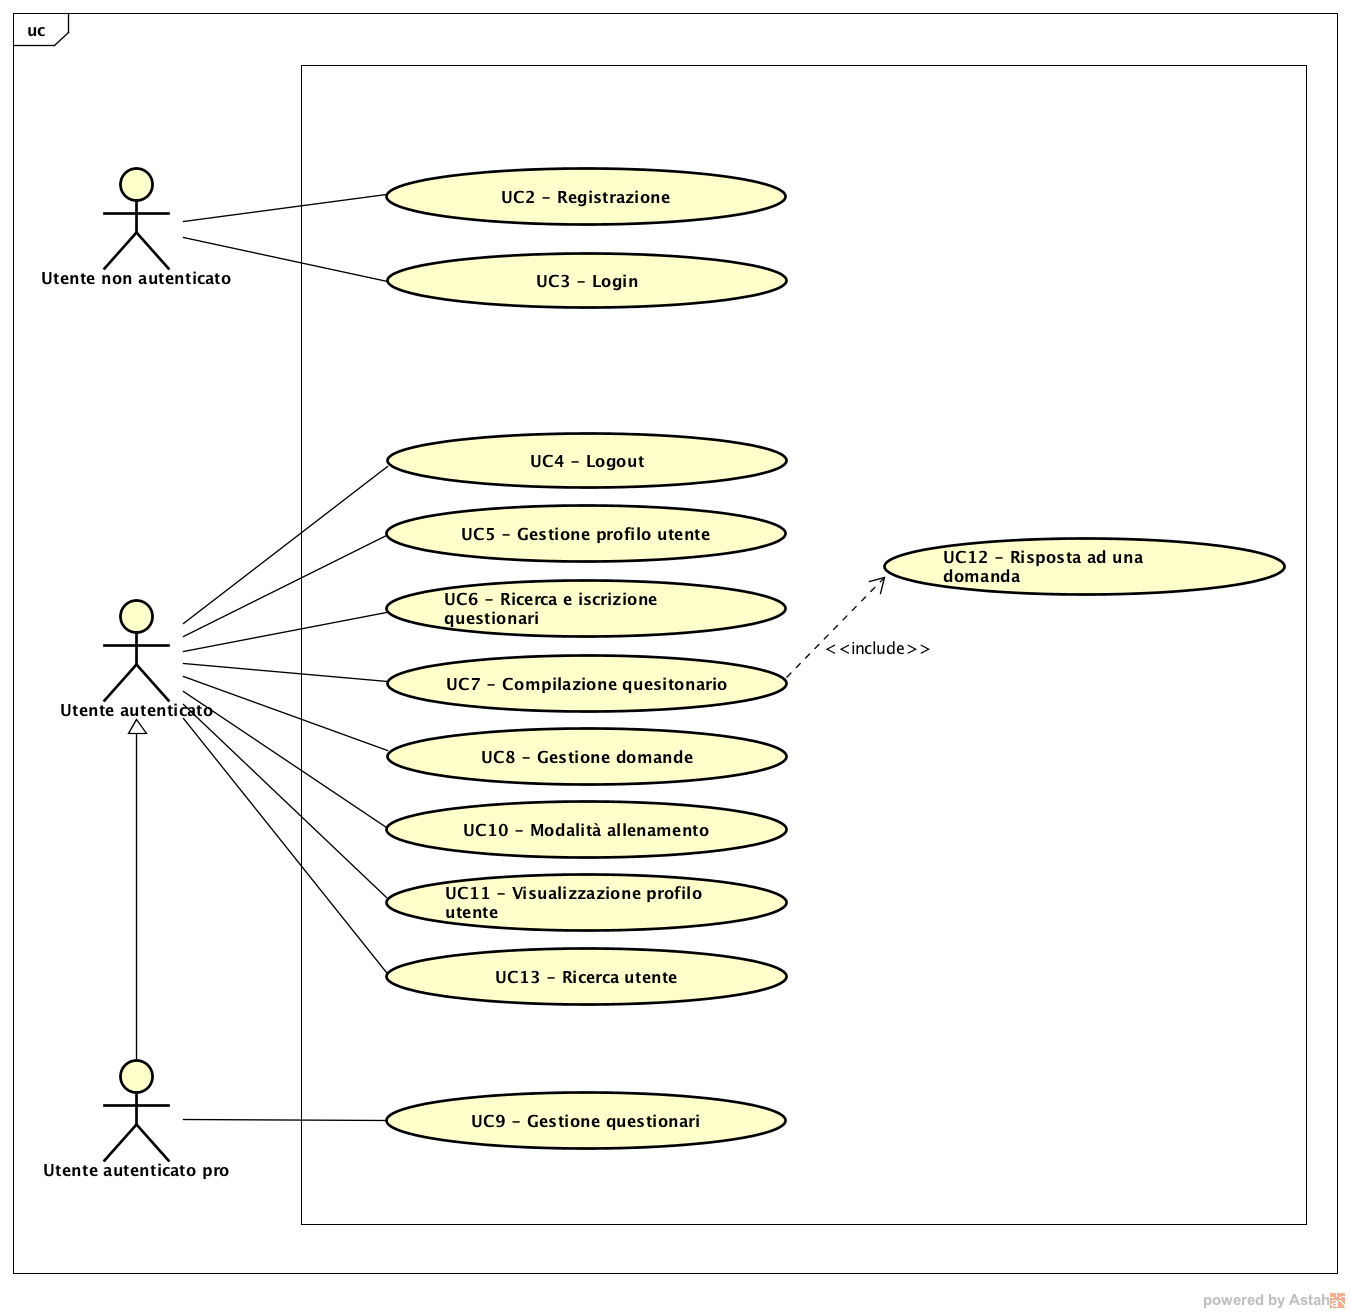 uc
UC2 – Registrazione
UC3 – Login
Utente non autenticato
UC4 – Logout
UC5 – Gestione profilo utente
UC6 – Ricerca e iscrizione
questionari
UC12 – Risposta ad una
domanda
<<include>>
UC7 – Compilazione quesitonario
Utente autenticato
UC8 – Gestione domande
UC10 – Modalità allenamento
UC11 – Visualizzazione profilo
utente
UC13 – Ricerca utente
UC9 – Gestione questionari
Utente autenticato pro
powered by Astah